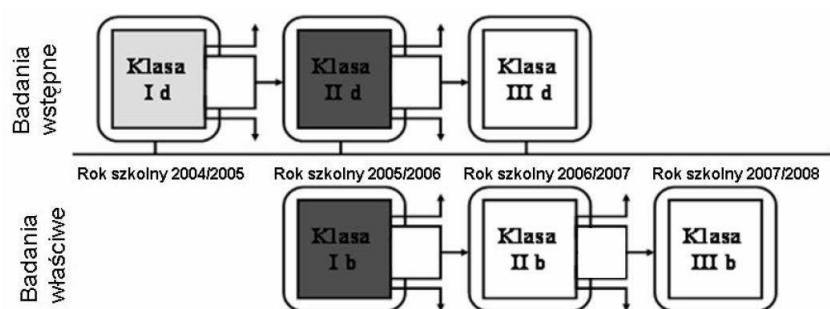 Badania
wstępne
Klasa
I d
Klasa
II d
Klasa
III d
Rok szkolny 2004/2005
Rok szkolny 2005/2006
Rok szkolny 2006/2007
Rok szkolny 2007/2008
Badania
właściwe
Klasa
I b
Klasa
II b
Klasa
III b